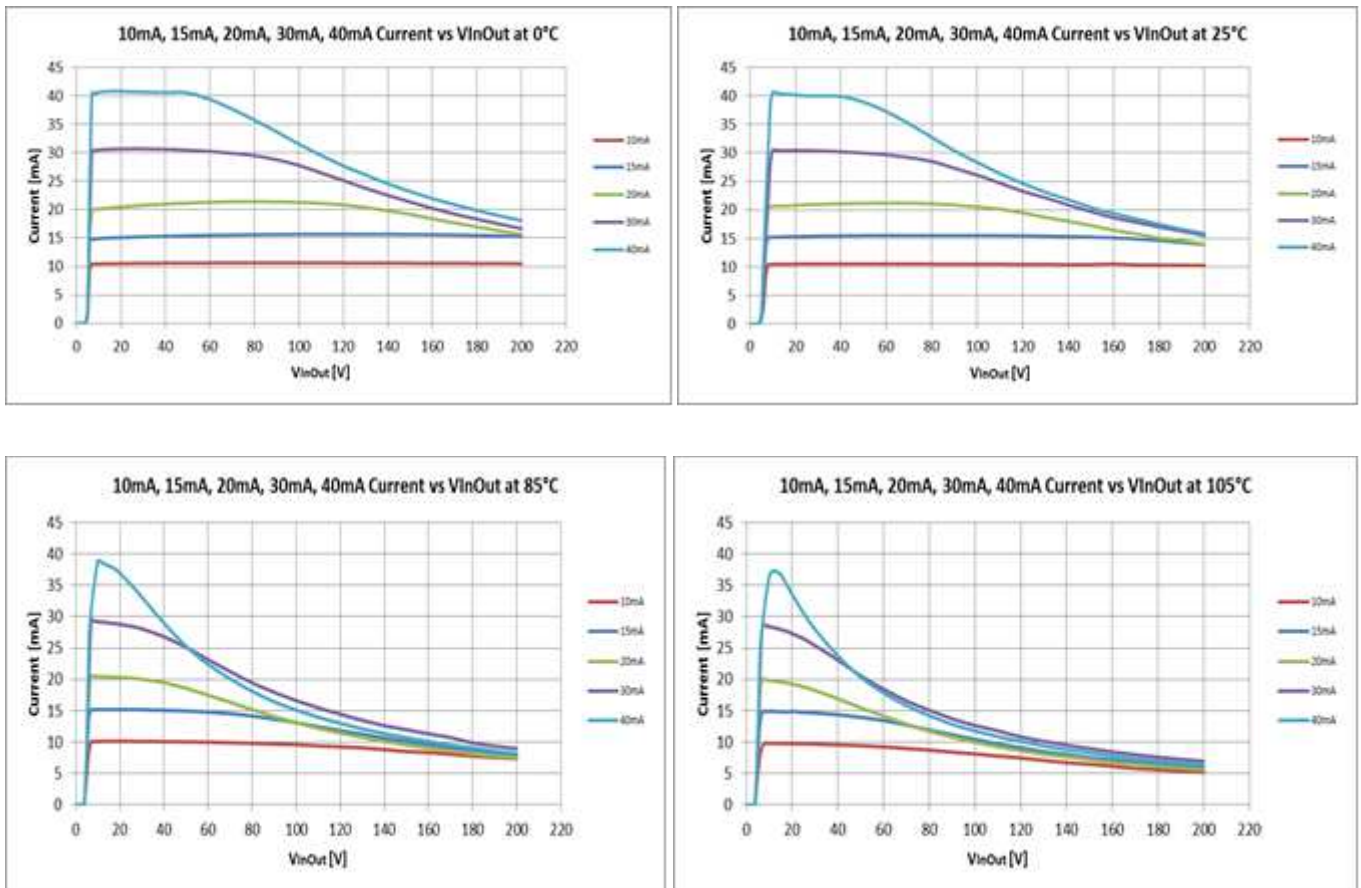 10mA, 15mA, 20mA, 30mA, 40mA Current vs VInOut at 0°C
45
40
35
30
25
20
15
10
5
0
Current [mA]
0 20 40 60 80 100 120 140 160 180 200 220
VInOut [V]
10mA
15mA
20mA
30mA
40mA
10mA, 15mA, 20mA, 30mA, 40mA Current vs VInOut at 25°C
45
40
35
30
25
20
15
10
5
0
Current [mA]
0 20 40 60 80 100 120 140 160 180 200 220
VInOut [V]
10mA
15mA
20mA
30mA
40mA
10mA, 15mA, 20mA, 30mA, 40mA Current vs VInOut at 85°C
45
40
35
30
25
20
15
10
5
0
Current [mA]
0 20 40 60 80 100 120 140 160 180 200 220
VInOut [V]
10mA
15mA
20mA
30mA
40mA
10mA, 15mA, 20mA, 30mA, 40mA Current vs VInOut at 105°C
45
40
35
30
25
20
15
10
5
0
Current [mA]
0 20 40 60 80 100 120 140 160 180 200 220
VInOut [V]
10mA
15mA
20mA
30mA
40mA